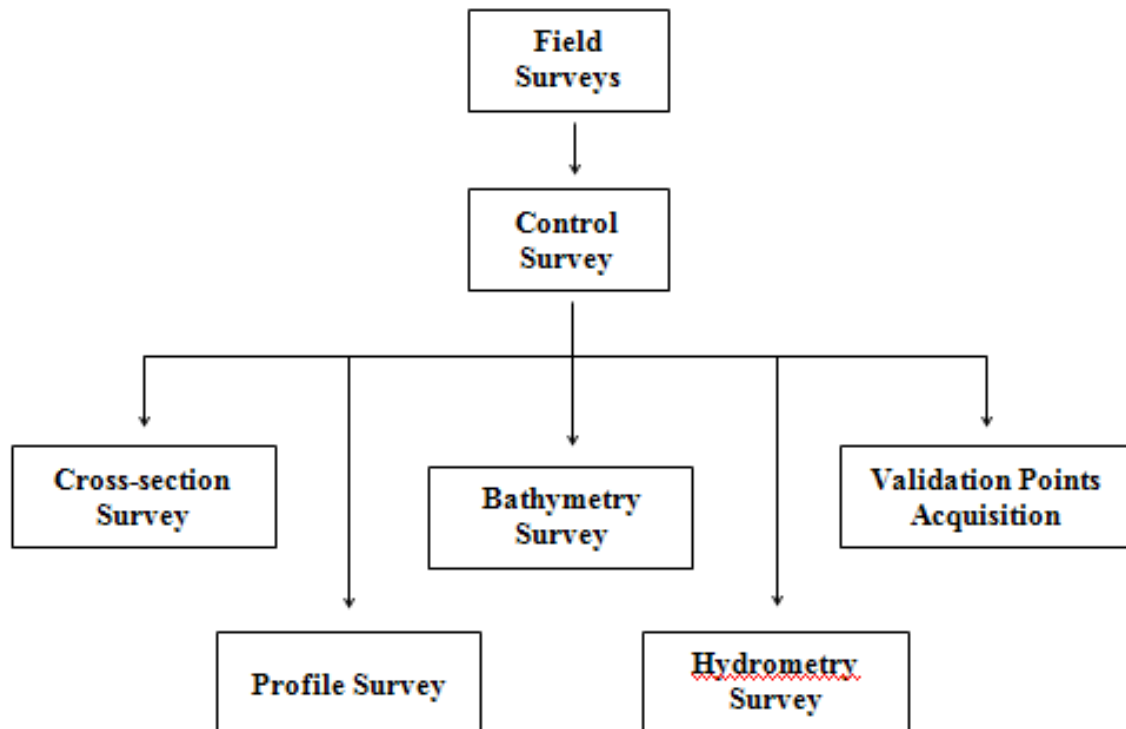 Field
Surveys
Control
Survey
Cross-section
Survey
Bathymetry
Survey
Validation Points
Acquisition
Profile Survey
Hydrometry
Survey